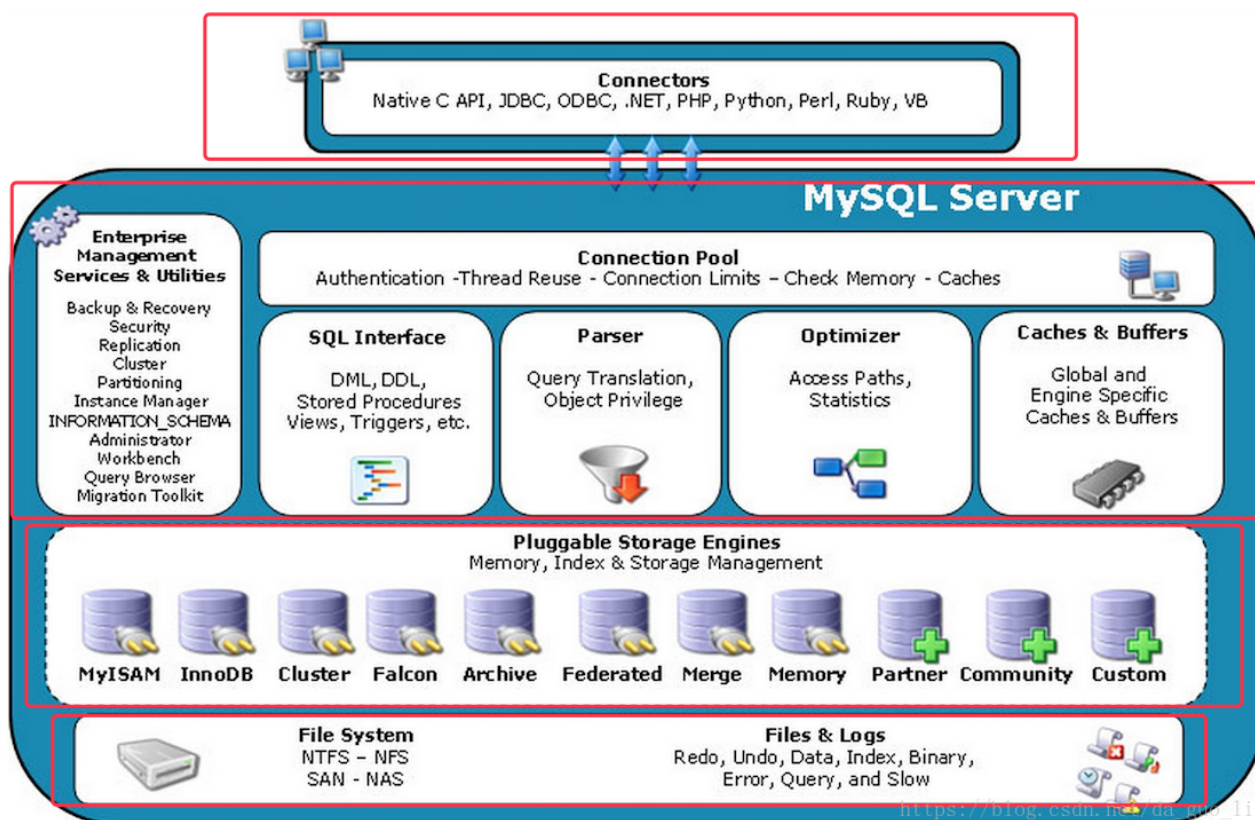 Connectors
Native C API, JDBC, ODBC, .NET, PHP, Python, Perl, Ruby, VB
MySQL Server
Enterprise
Management
Services & Utilities
Backup & Recovery
Security
Replication
Cluster
Partitioning
Instance Manager
INFORMATION_SCHEMA
Administrator
Workbench
Query Browser
Migration Toolkit
Connection Pool
Authentication -Thread Reuse - Connection Limits – Check Memory - Caches
SQL Interface
DML, DDL,
Stored Procedures
Views, Triggers, etc.
Parser
Query Translation,
Object Privilege
Optimizer
Access Paths,
Statistics
Caches & Buffers
Global and
Engine Specific
Caches & Buffers
Pluggable Storage Engines
Memory, Index & Storage Management
MyISAM
InnoDB
Cluster
Falcon
Archive
Federated
Merge
Memory
Partner
Community
Custom
File System
NTFS – NFS
SAN - NAS
Files & Logs
Redo, Undo, Data, Index, Binary,
Error, Query, and Slow
https://blog.csdn.net/da_guo_li